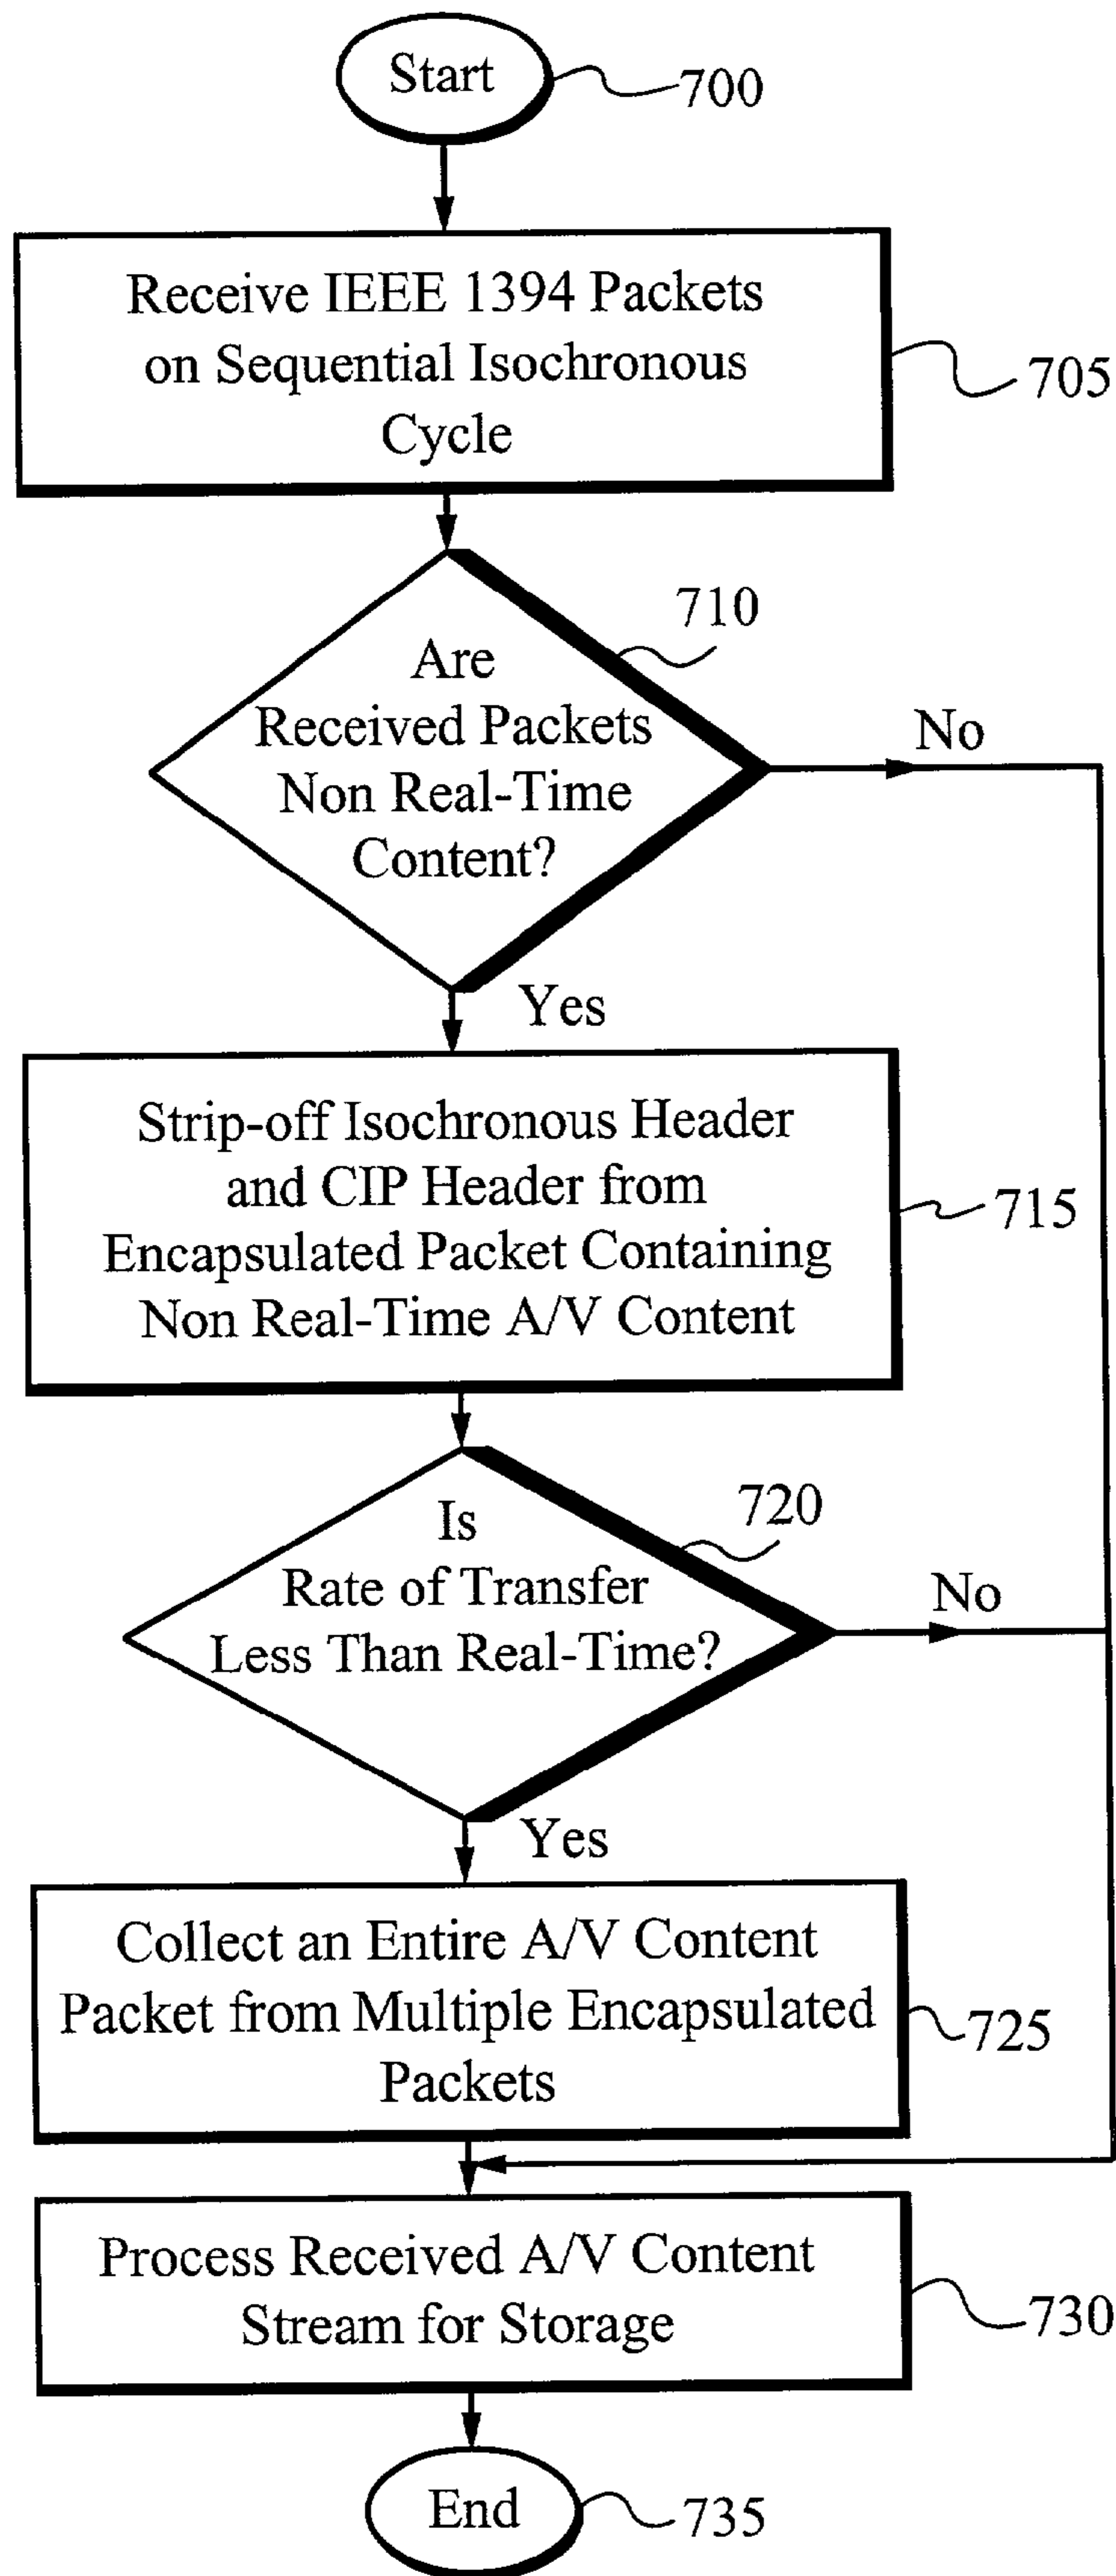 Start
700
Receive IEEE 1394 Packets
on Sequential Isochronous
Cycle
705
710
Are
Received Packets
Non Real-Time
Content?
No
Yes
Strip-off Isochronous Header
and CIP Header from
Encapsulated Packet Containing
Non Real-Time A/V Content
715
720
Is
Rate of Transfer
Less Than Real-Time?
No
Yes
Collect an Entire A/V Content
Packet from Multiple Encapsulated
Packets
725
Process Received A/V Content
Stream for Storage
730
End
735